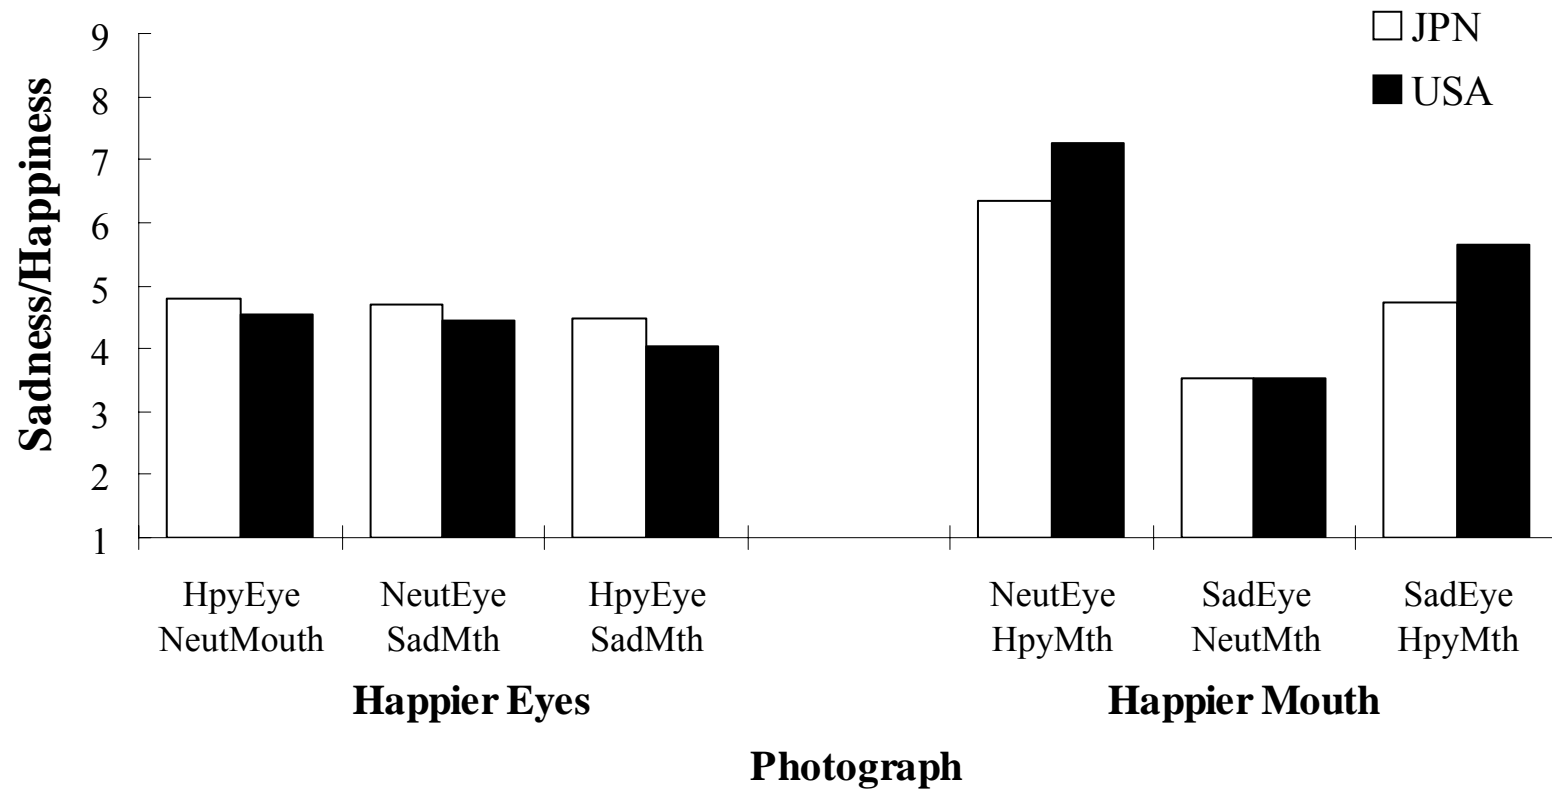 JPN
USA
Sadness/Happiness
9
8
7
6
5
4
3
2
1
HpyEye NeutEye HpyEye NeutEye SadEye SadEye
NeutMouth SadMth SadMth HpyMth NeutMth HpyMth
Happier Eyes Happier Mouth
Photograph